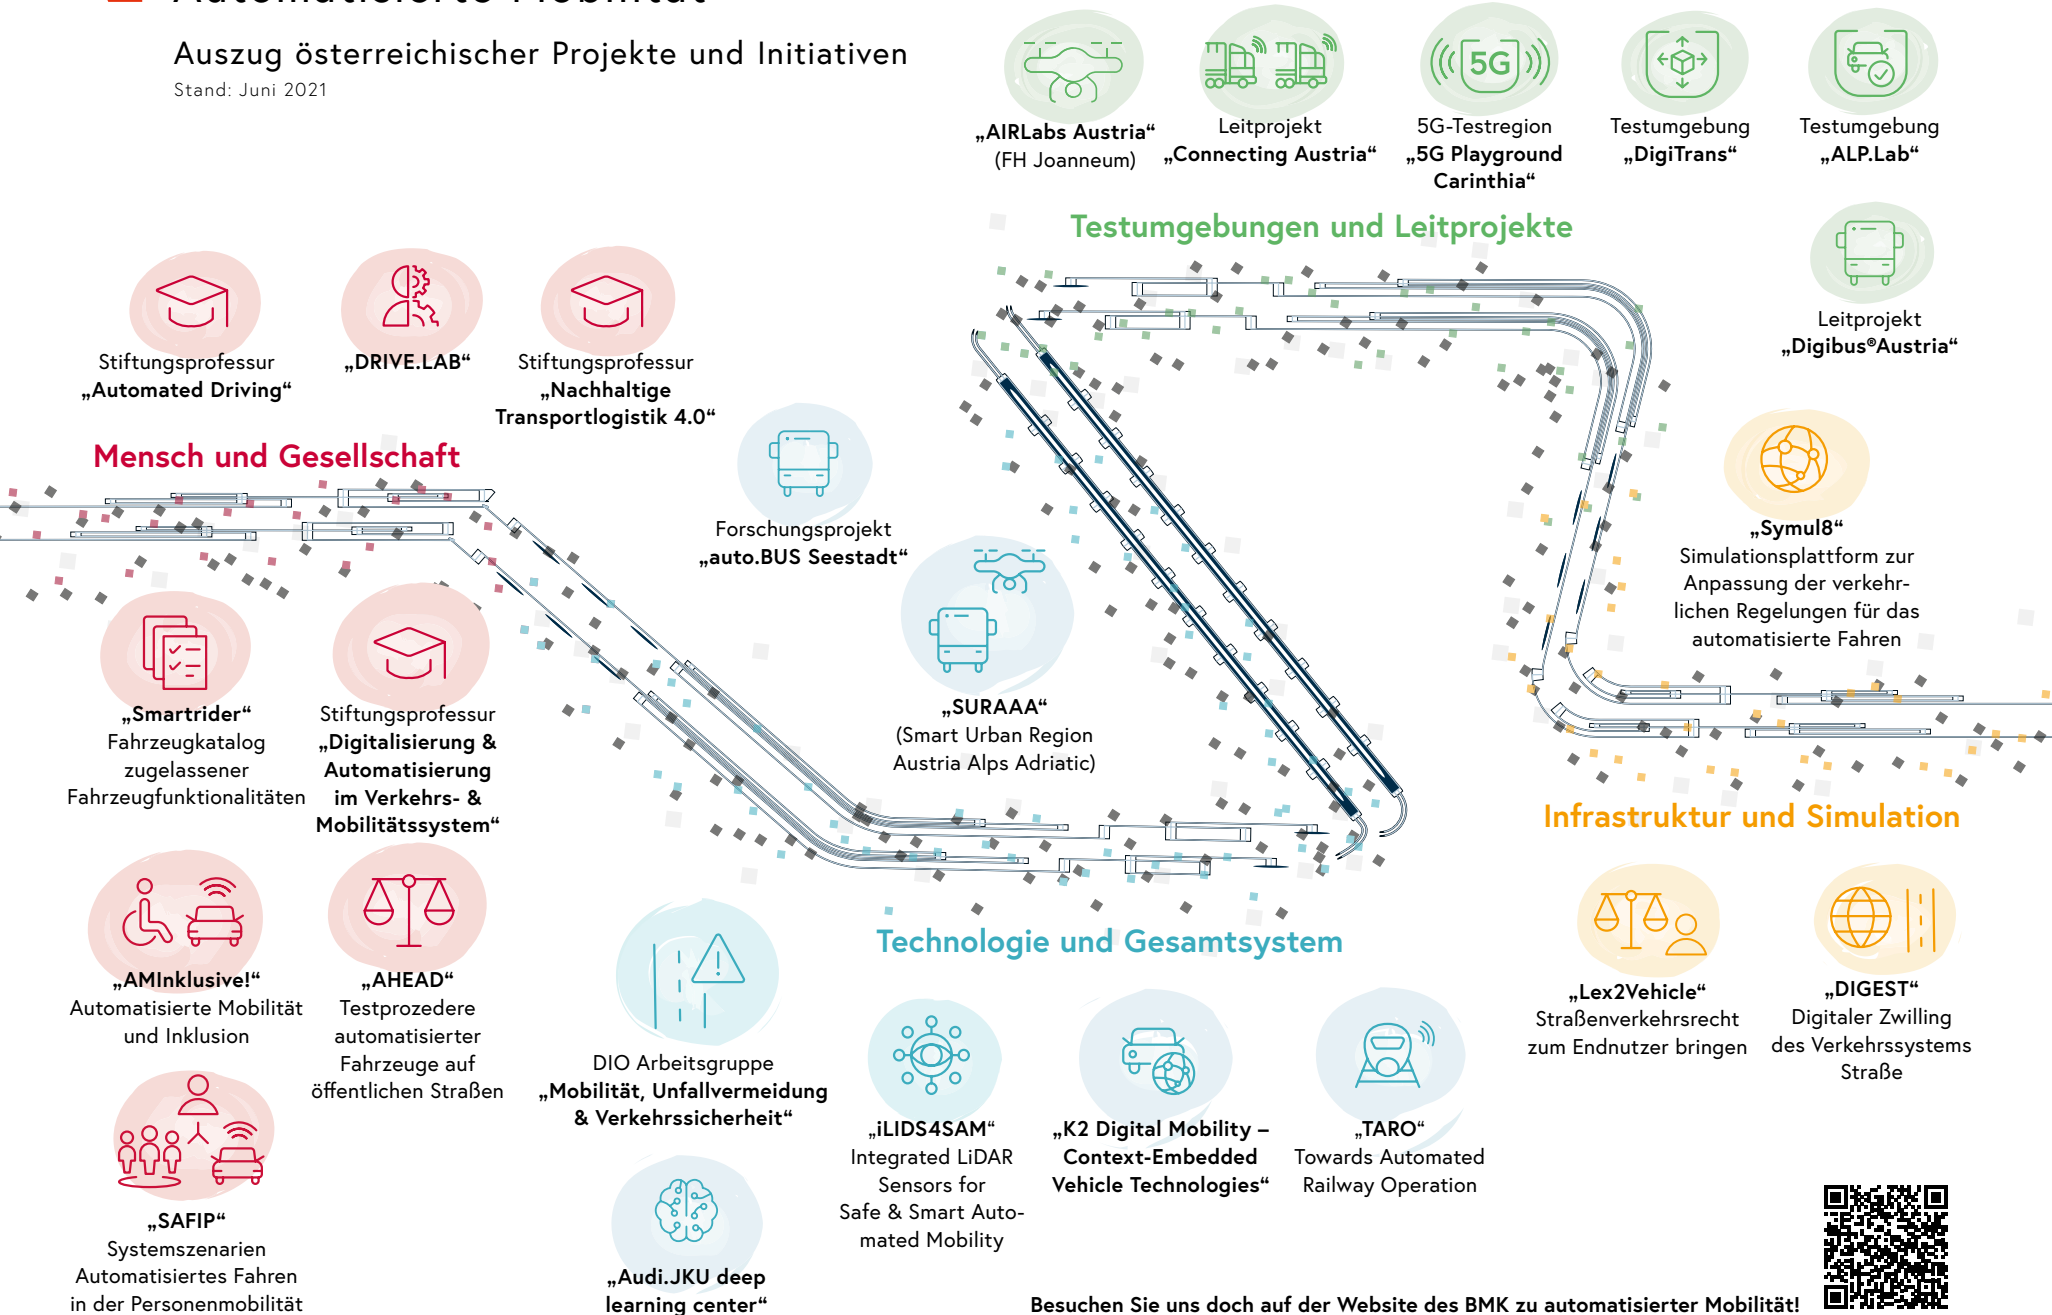 Automatisierte Mobilität
Auszug österreichischer Projekte und Initiativen
Stand: Juni 2021
„AIRLabs Austria“
(FH Joanneum)
Leitprojekt
„Connecting Austria“
5G
5G-Testregion
„5G Playground
Carinthia“
Testumgebung
„DigiTrans“
Testumgebung
„ALP.Lab“
Testumgebungen und Leitprojekte
Leitprojekt
„Digibus®Austria“
Stiftungsprofessur
„Automated Driving“
„DRIVE.LAB“
Stiftungsprofessur
„Nachhaltige
Transportlogistik 4.0“
Mensch und Gesellschaft
Forschungsprojekt
„auto.BUS Seestadt“
„SURAAA“
(Smart Urban Region
Austria Alps Adriatic)
„Symul8“
Simulationsplattform zur
Anpassung der verkehr-
lichen Regelungen für das
automatisierte Fahren
„Smartrider“
Fahrzeugkatalog
zugelassener
Fahrzeugfunktionalitäten
Stiftungsprofessur
„Digitalisierung &
Automatisierung
im Verkehrs- &
Mobilitätssystem“
Infrastruktur und Simulation
„AMInklusive!“
Automatisierte Mobilität
und Inklusion
„AHEAD“
Testprozedere
automatisierter
Fahrzeuge auf
öffentlichen Straßen
Technologie und Gesamtsystem
DIO Arbeitsgruppe
„Mobilität, Unfallvermeidung
& Verkehrssicherheit“
„iLIDS4SAM“
Integrated LiDAR
Sensors for
Safe & Smart Auto-
mated Mobility
„K2 Digital Mobility –
Context-Embedded
Vehicle Technologies“
„TARO“
Towards Automated
Railway Operation
„Lex2Vehicle“
Straßenverkehrsrecht
zum Endnutzer bringen
„DIGEST“
Digitaler Zwilling
des Verkehrssystems
Straße
„SAFIP“
Systemszenarien
Automatisiertes Fahren
in der Personenmobilität
„Audi.JKU deep
learning center“
Besuchen Sie uns doch auf der Website des BMK zu automatisierter Mobilität!